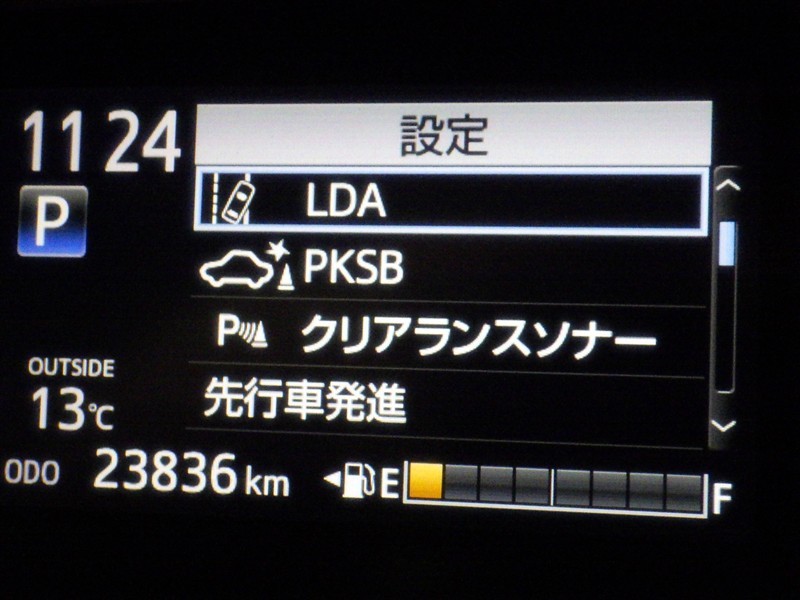 11 24
設定
P
LDA
PKSB
P クリアランスソナー
先行車発進
OUTSIDE
13℃
ODO 23836 km
E F